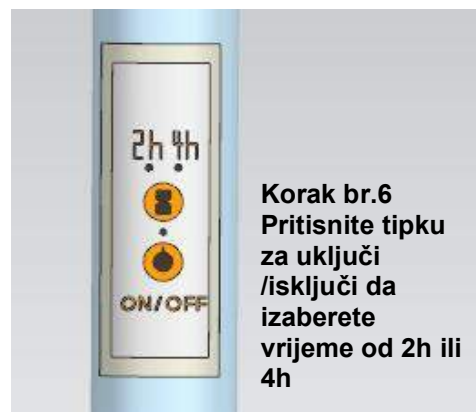 2h 4h
ON/OFF
Korak br.6
Pritisnite tipku
za uključi
/isključi da
izaberete
vrijeme od 2h ili
4h